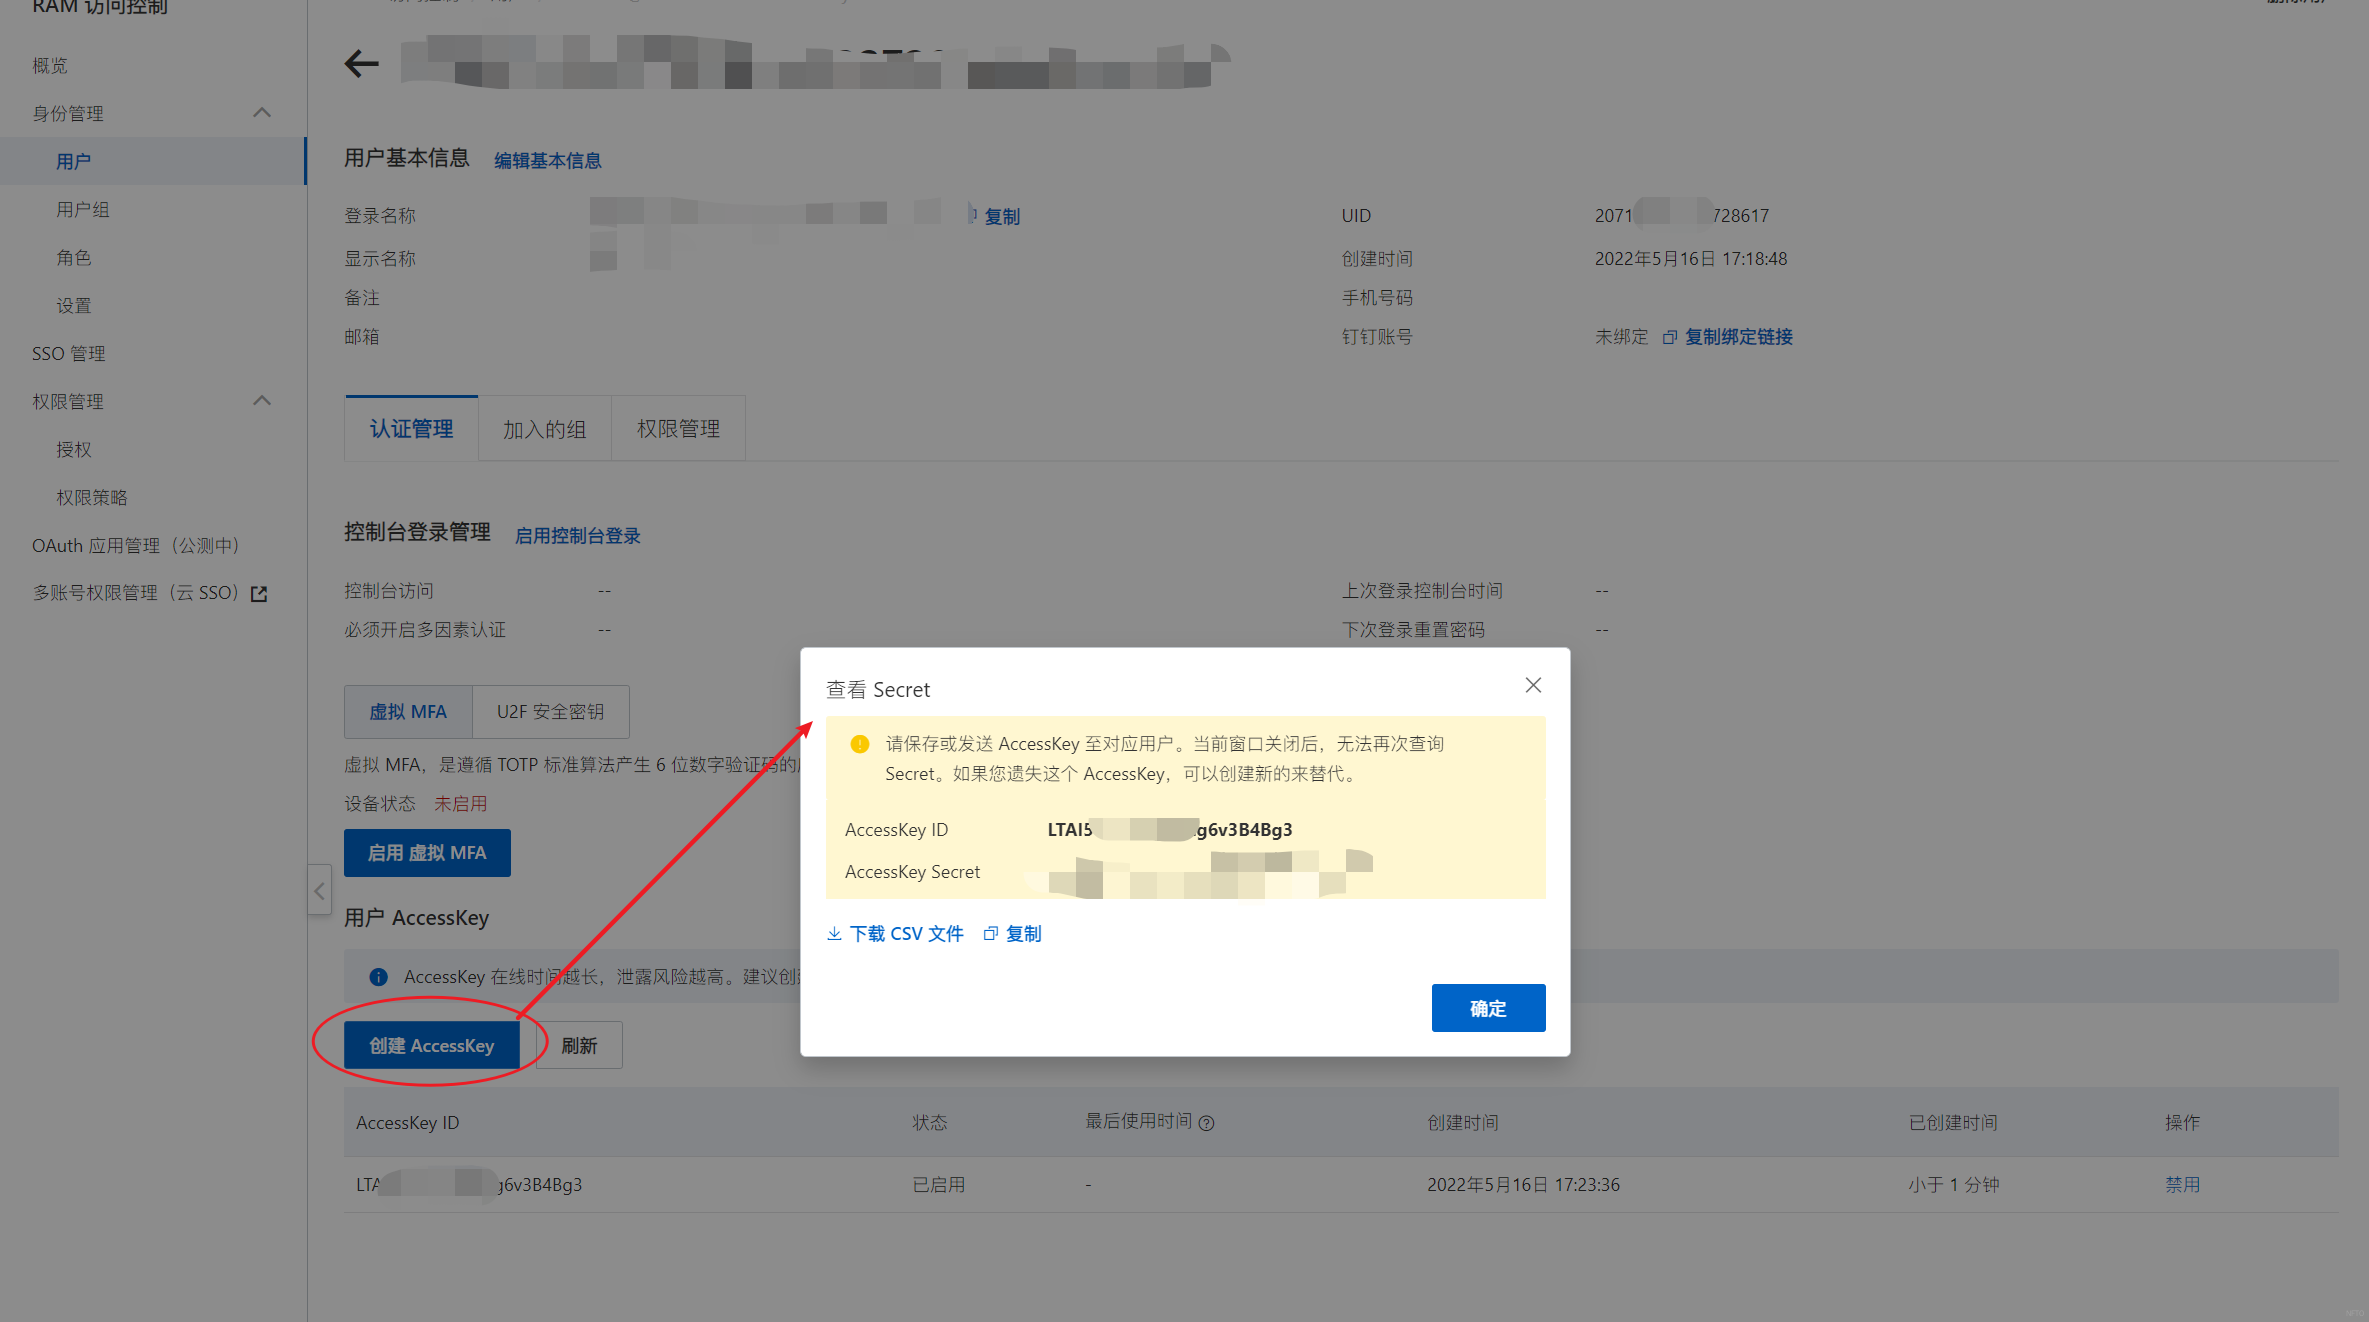 RAM 访问控制
概览
身份管理
用户
用户组
角色
设置
SSO 管理
权限管理
授权
权限策略
OAuth 应用管理（公测中）
多账号权限管理（云 SSO）
用户基本信息 编辑基本信息
登录名称 复制
UID 2071 728617
显示名称
创建时间 2022年5月16日 17:18:48
备注
手机号码
邮箱
钉钉账号 未绑定 复制绑定链接
认证管理 加入的组 权限管理
控制台登录管理 启用控制台登录
控制台访问 --
上次登录控制台时间 --
必须开启多因素认证 --
下次登录重置密码 --
虚拟 MFA U2F 安全密钥
虚拟 MFA，是遵循 TOTP 标准算法产生 6 位数字验证码的
设备状态 未启用
启用 虚拟 MFA
用户 AccessKey
AccessKey 在线时间越长，泄露风险越高。建议创
创建 AccessKey 刷新
AccessKey ID 状态 最后使用时间 创建时间 已创建时间 操作
LTA g6v3B4Bg3 已启用 - 2022年5月16日 17:23:36 小于 1 分钟 禁用
查看 Secret
请保存或发送 AccessKey 至对应用户。当前窗口关闭后，无法再次查询
Secret。如果您遗失这个 AccessKey，可以创建新的来替代。
AccessKey ID LTAI5 g6v3B4Bg3
AccessKey Secret
下载 CSV 文件 复制
确定